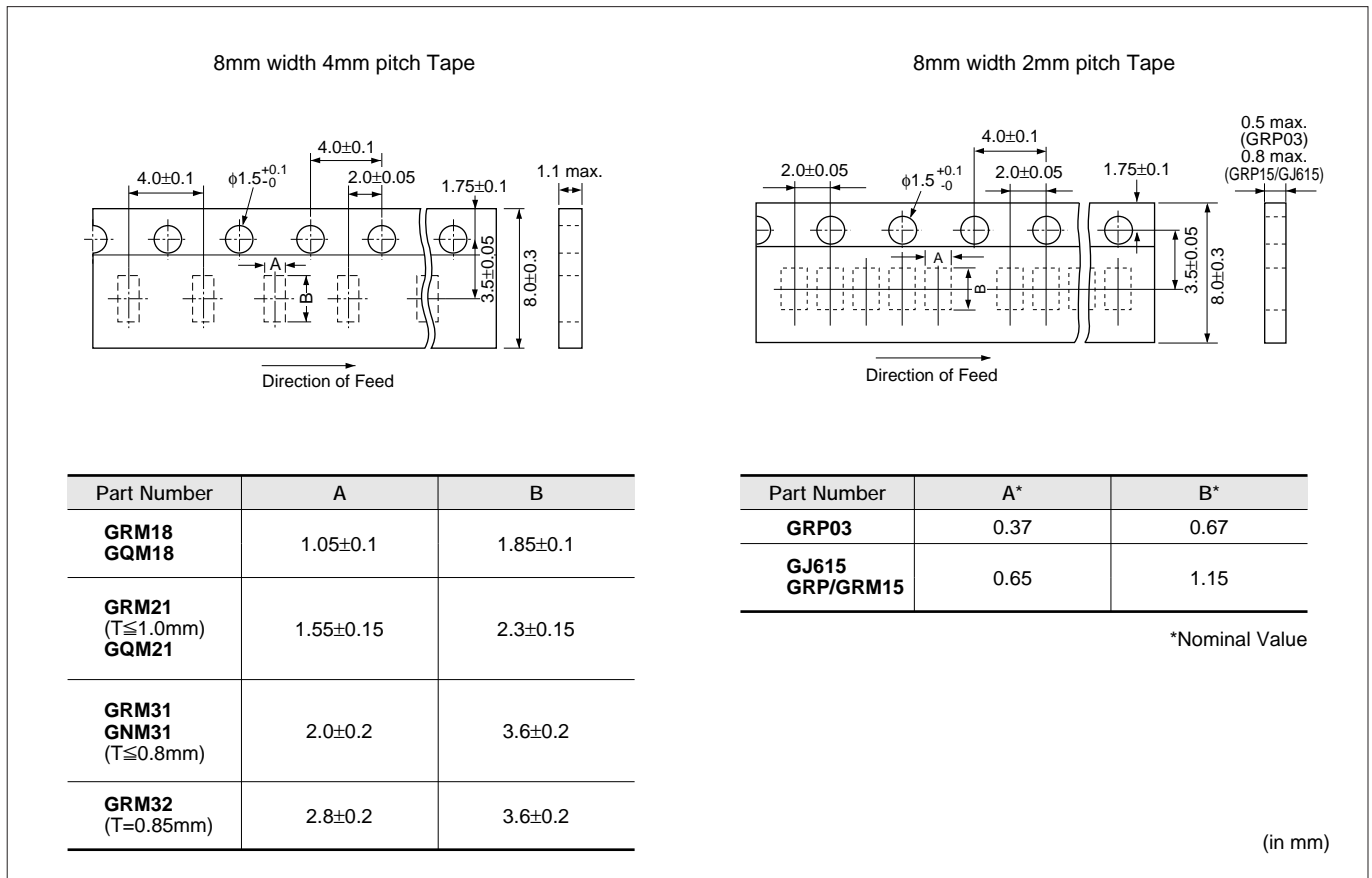 8mm width 4mm pitch Tape
4.0±0.1
4.0±0.1
ϕ1.5+0.1 -0
2.0±0.05
1.75±0.1
1.1 max.
A
B
3.5±0.05
8.0±0.3
Direction of Feed
8mm width 2mm pitch Tape
0.5 max.
(GRP03)
0.8 max.
(GRP15/GJ615)
4.0±0.1
2.0±0.05
ϕ1.5+0.1 -0
2.0±0.05
1.75±0.1
A
B
3.5±0.05
8.0±0.3
Direction of Feed
Part Number A B
GRM18
GQM18
1.05±0.1 1.85±0.1
GRM21
(T≦1.0mm)
GQM21
1.55±0.15 2.3±0.15
GRM31
GNM31
(T≦0.8mm)
2.0±0.2 3.6±0.2
GRM32
(T=0.85mm)
2.8±0.2 3.6±0.2
Part Number A* B*
GRP03 0.37 0.67
GJ615
GRP/GRM15
0.65 1.15
*Nominal Value
(in mm)